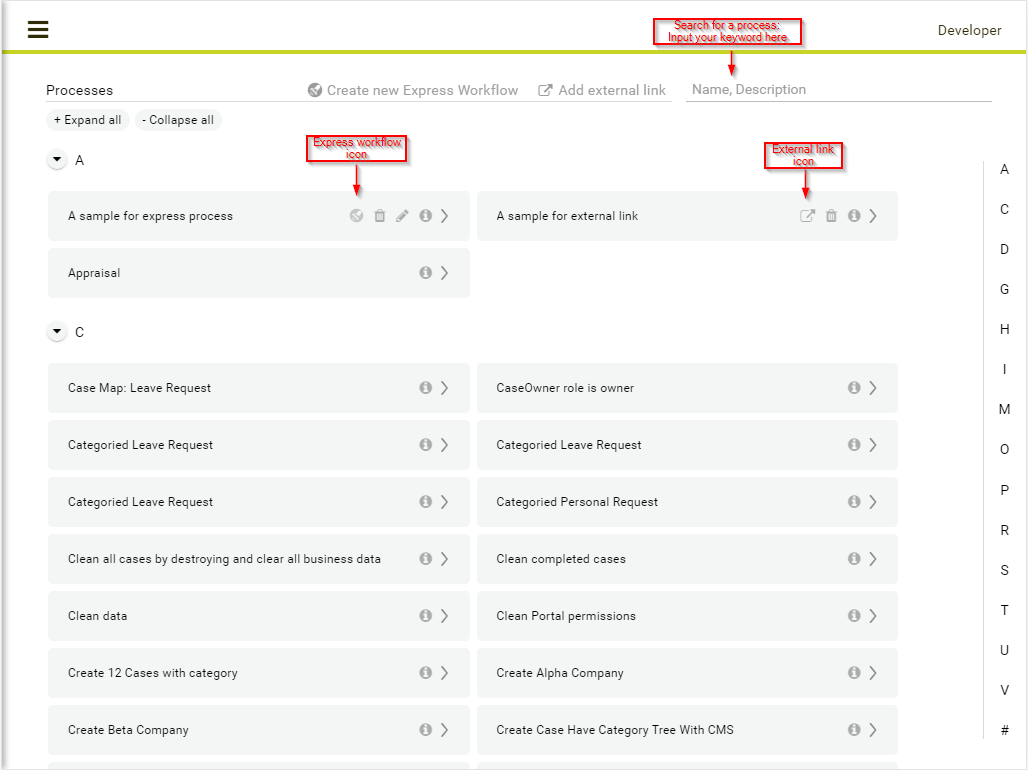 Search for a process:
Input your keyword here
Developer
Processes
Create new Express Workflow
Add external link
Name, Description
+ Expand all
- Collapse all
Express workflow
icon
External link
icon
A
A sample for express process
A sample for external link
Appraisal
C
Case Map: Leave Request
CaseOwner role is owner
Categoried Leave Request
Categoried Leave Request
Categoried Leave Request
Categoried Personal Request
Clean all cases by destroying and clear all business data
Clean completed cases
Clean data
Clean Portal permissions
Create 12 Cases with category
Create Alpha Company
Create Beta Company
Create Case Have Category Tree With CMS
A
C
D
G
H
I
M
O
P
R
S
T
U
V
#